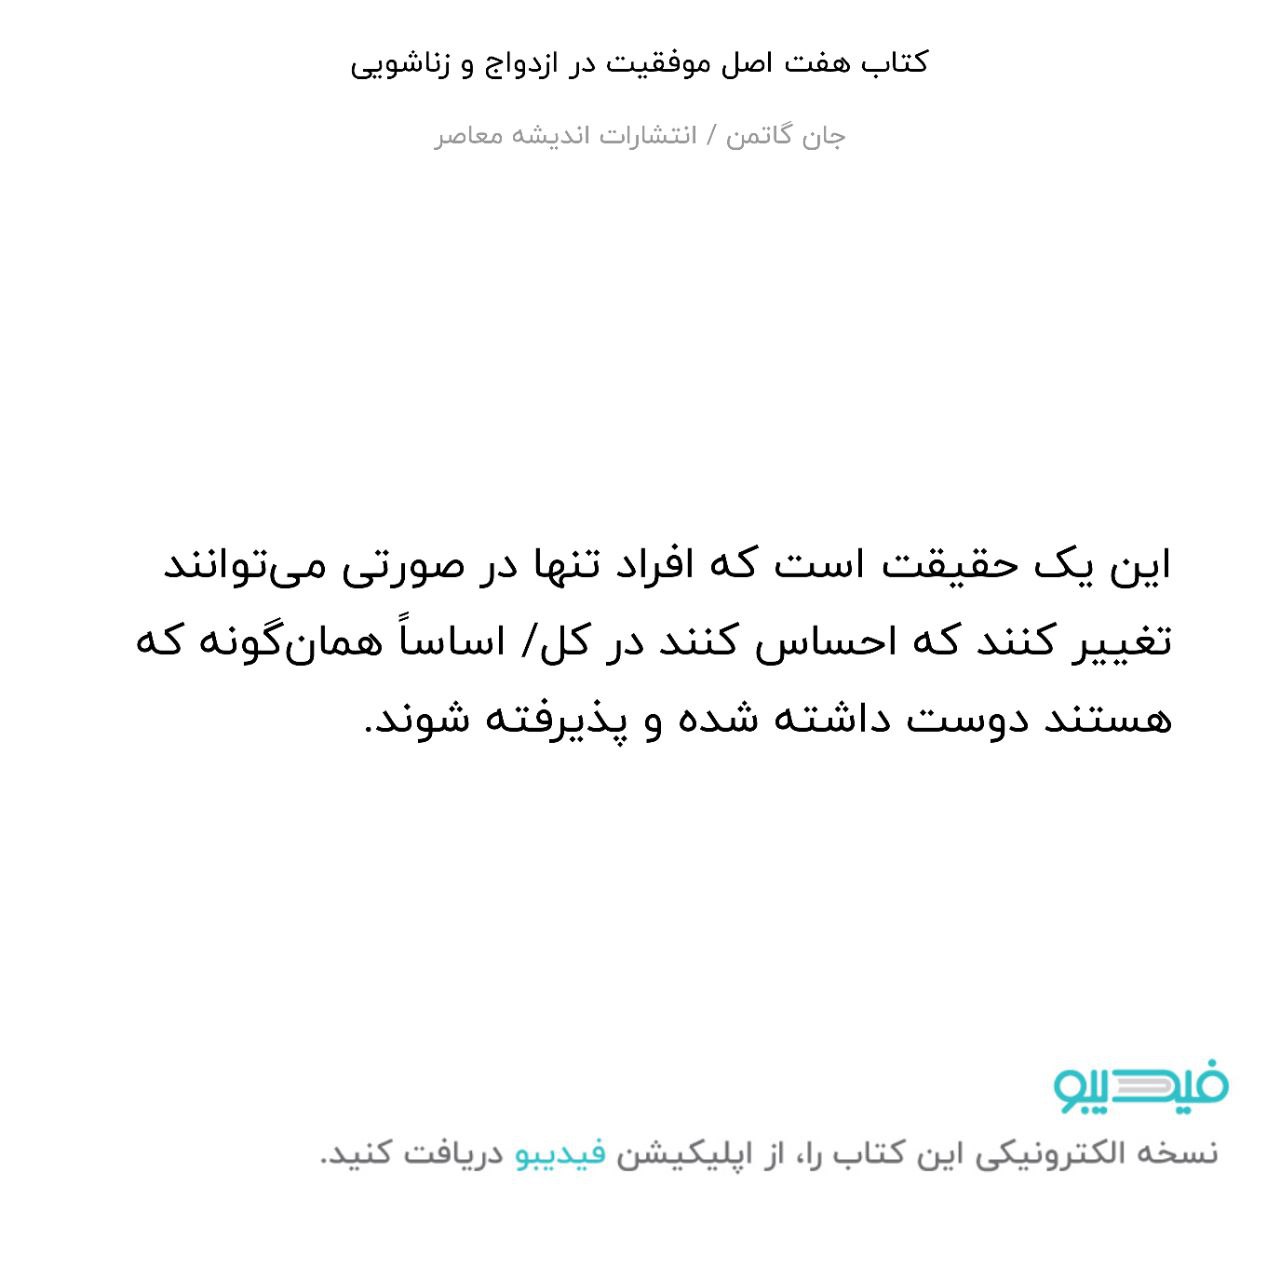 کتاب هفت اصل موفقیت در ازدواج و زناشویی
جان گاتمن / انتشارات اندیشه معاصر
این یک حقیقت است که افراد تنها در صورتی می‌توانند
تغییر کنند که احساس کنند در کل/ اساساً همان‌گونه که
هستند دوست داشته شده و پذیرفته شوند.
فیدیبو
نسخه الکترونیکی این کتاب را، از اپلیکیشن فیدیبو دریافت کنید.